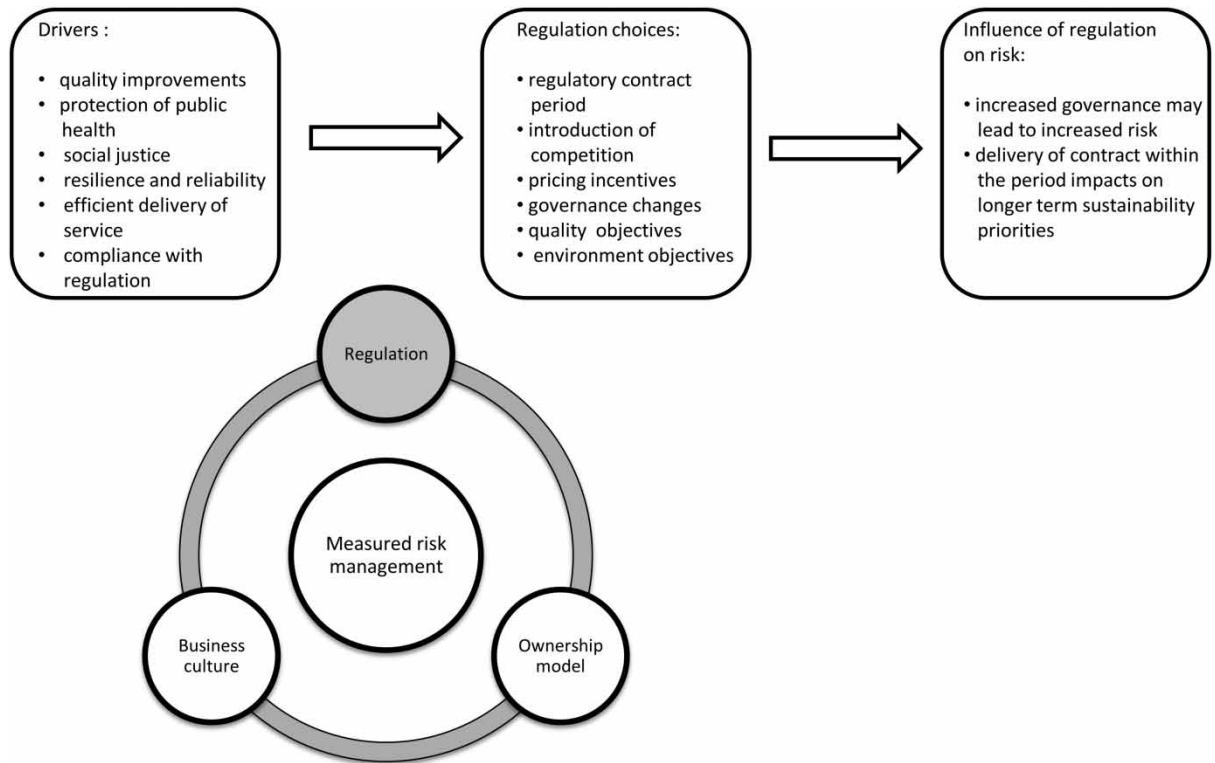 Drivers :
• quality improvements
• protection of public
health
• social justice
• resilience and reliability
• efficient delivery of
service
• compliance with
regulation
Regulation choices:
• regulatory contract
period
• introduction of
competition
• pricing incentives
• governance changes
• quality objectives
• environment objectives
Influence of regulation
on risk:
• increased governance may
lead to increased risk
• delivery of contract within
the period impacts on
longer term sustainability
priorities
Regulation
Measured risk
management
Business
culture
Ownership
model